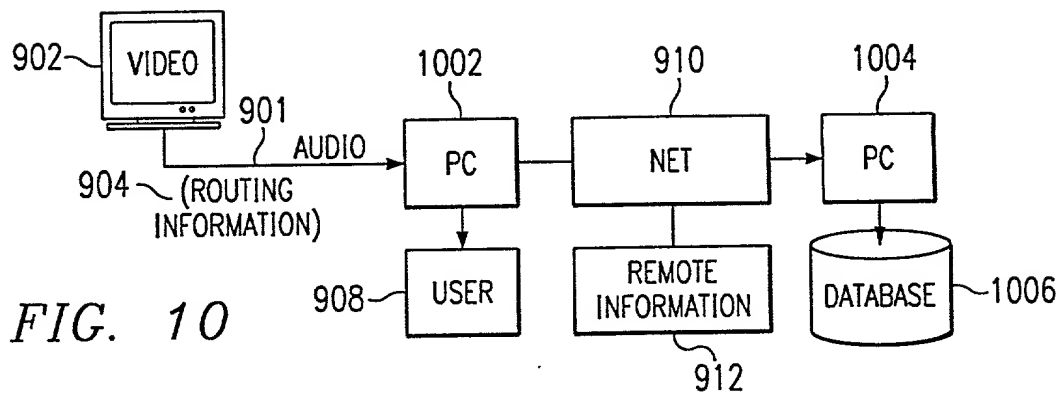 902
VIDEO
901
AUDIO
904
(ROUTING
INFORMATION)
1002
PC
910
NET
1004
PC
908
USER
REMOTE
INFORMATION
912
DATABASE
1006
FIG. 10